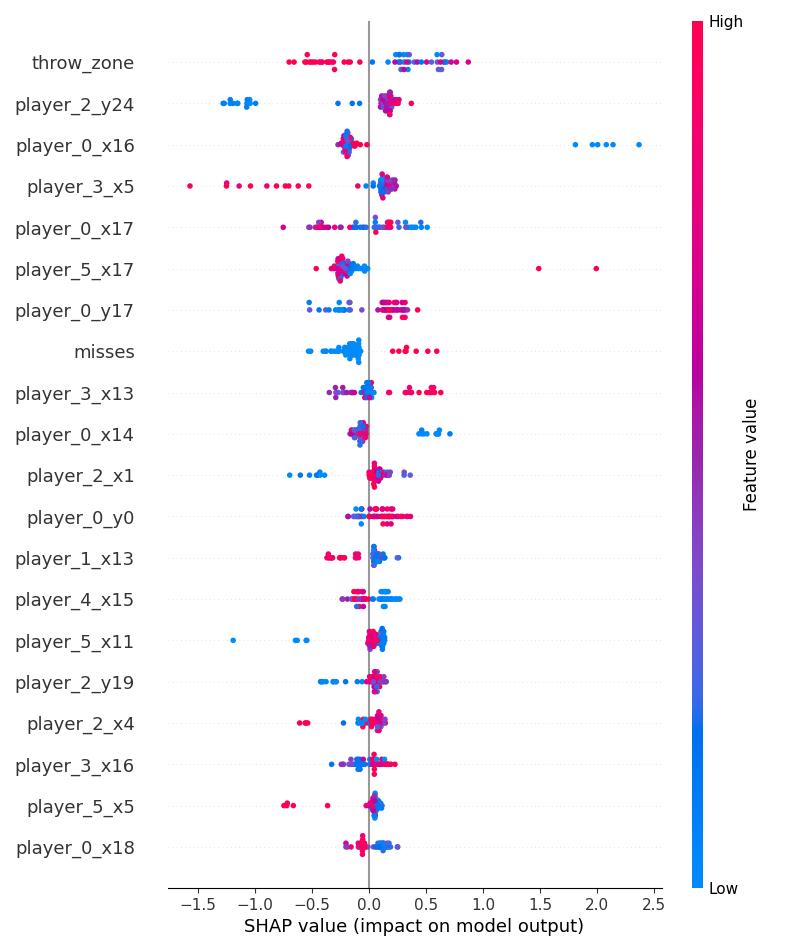 High
throw_zone
player_2_y24
player_0_x16
player_3_x5
player_0_x17
player_5_x17
player_0_y17
misses
player_3_x13
player_0_x14
player_2_x1
player_0_y0
player_1_x13
player_4_x15
player_5_x11
player_2_y19
player_2_x4
player_3_x16
player_5_x5
player_0_x18
Feature value
Low
−1.5 −1.0 −0.5 0.0 0.5 1.0 1.5 2.0 2.5
SHAP value (impact on model output)